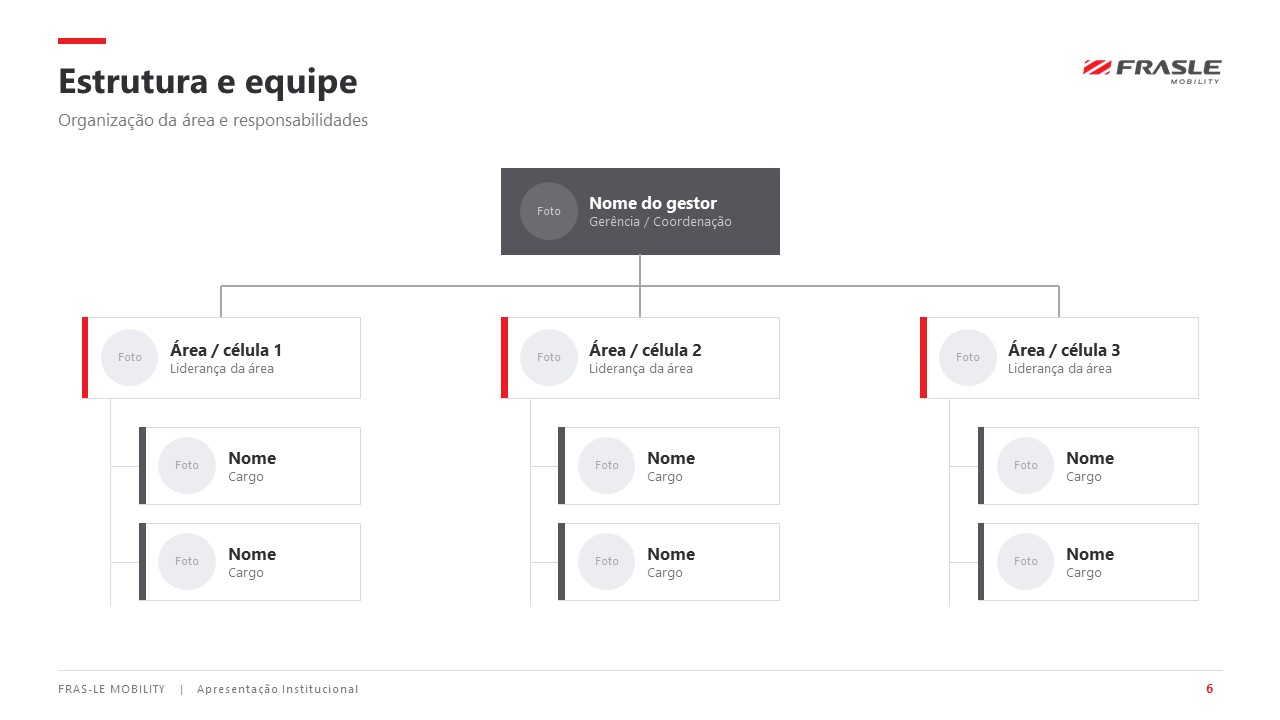 Estrutura e equipe
Organização da área e responsabilidades
FRASLE
MOBILITY
Foto
Nome do gestor
Gerência / Coordenação
Foto
Área / célula 1
Liderança da área
Foto
Nome
Cargo
Foto
Nome
Cargo
Foto
Área / célula 2
Liderança da área
Foto
Nome
Cargo
Foto
Nome
Cargo
Foto
Área / célula 3
Liderança da área
Foto
Nome
Cargo
Foto
Nome
Cargo
FRAS-LE MOBILITY | Apresentação Institucional
6